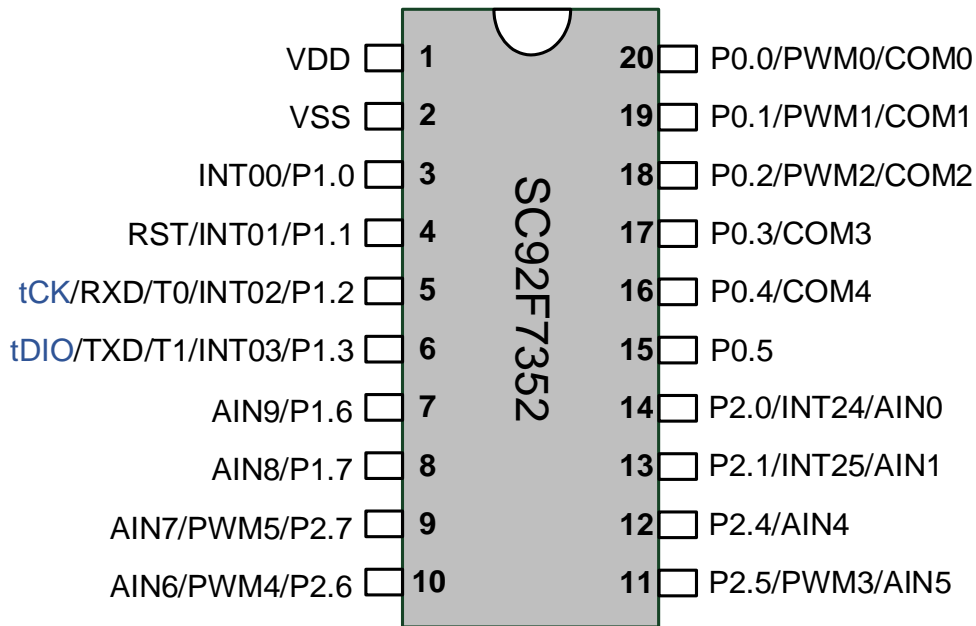 VDD 1 20 P0.0/PWM0/COM0
VSS 2 19 P0.1/PWM1/COM1
INT00/P1.0 3 18 P0.2/PWM2/COM2
RST/INT01/P1.1 4 17 P0.3/COM3
tCK/RXD/T0/INT02/P1.2 5 16 P0.4/COM4
tDIO/TXD/T1/INT03/P1.3 6 15 P0.5
AIN9/P1.6 7 14 P2.0/INT24/AIN0
AIN8/P1.7 8 13 P2.1/INT25/AIN1
AIN7/PWM5/P2.7 9 12 P2.4/AIN4
AIN6/PWM4/P2.6 10 11 P2.5/PWM3/AIN5
SC92F7352